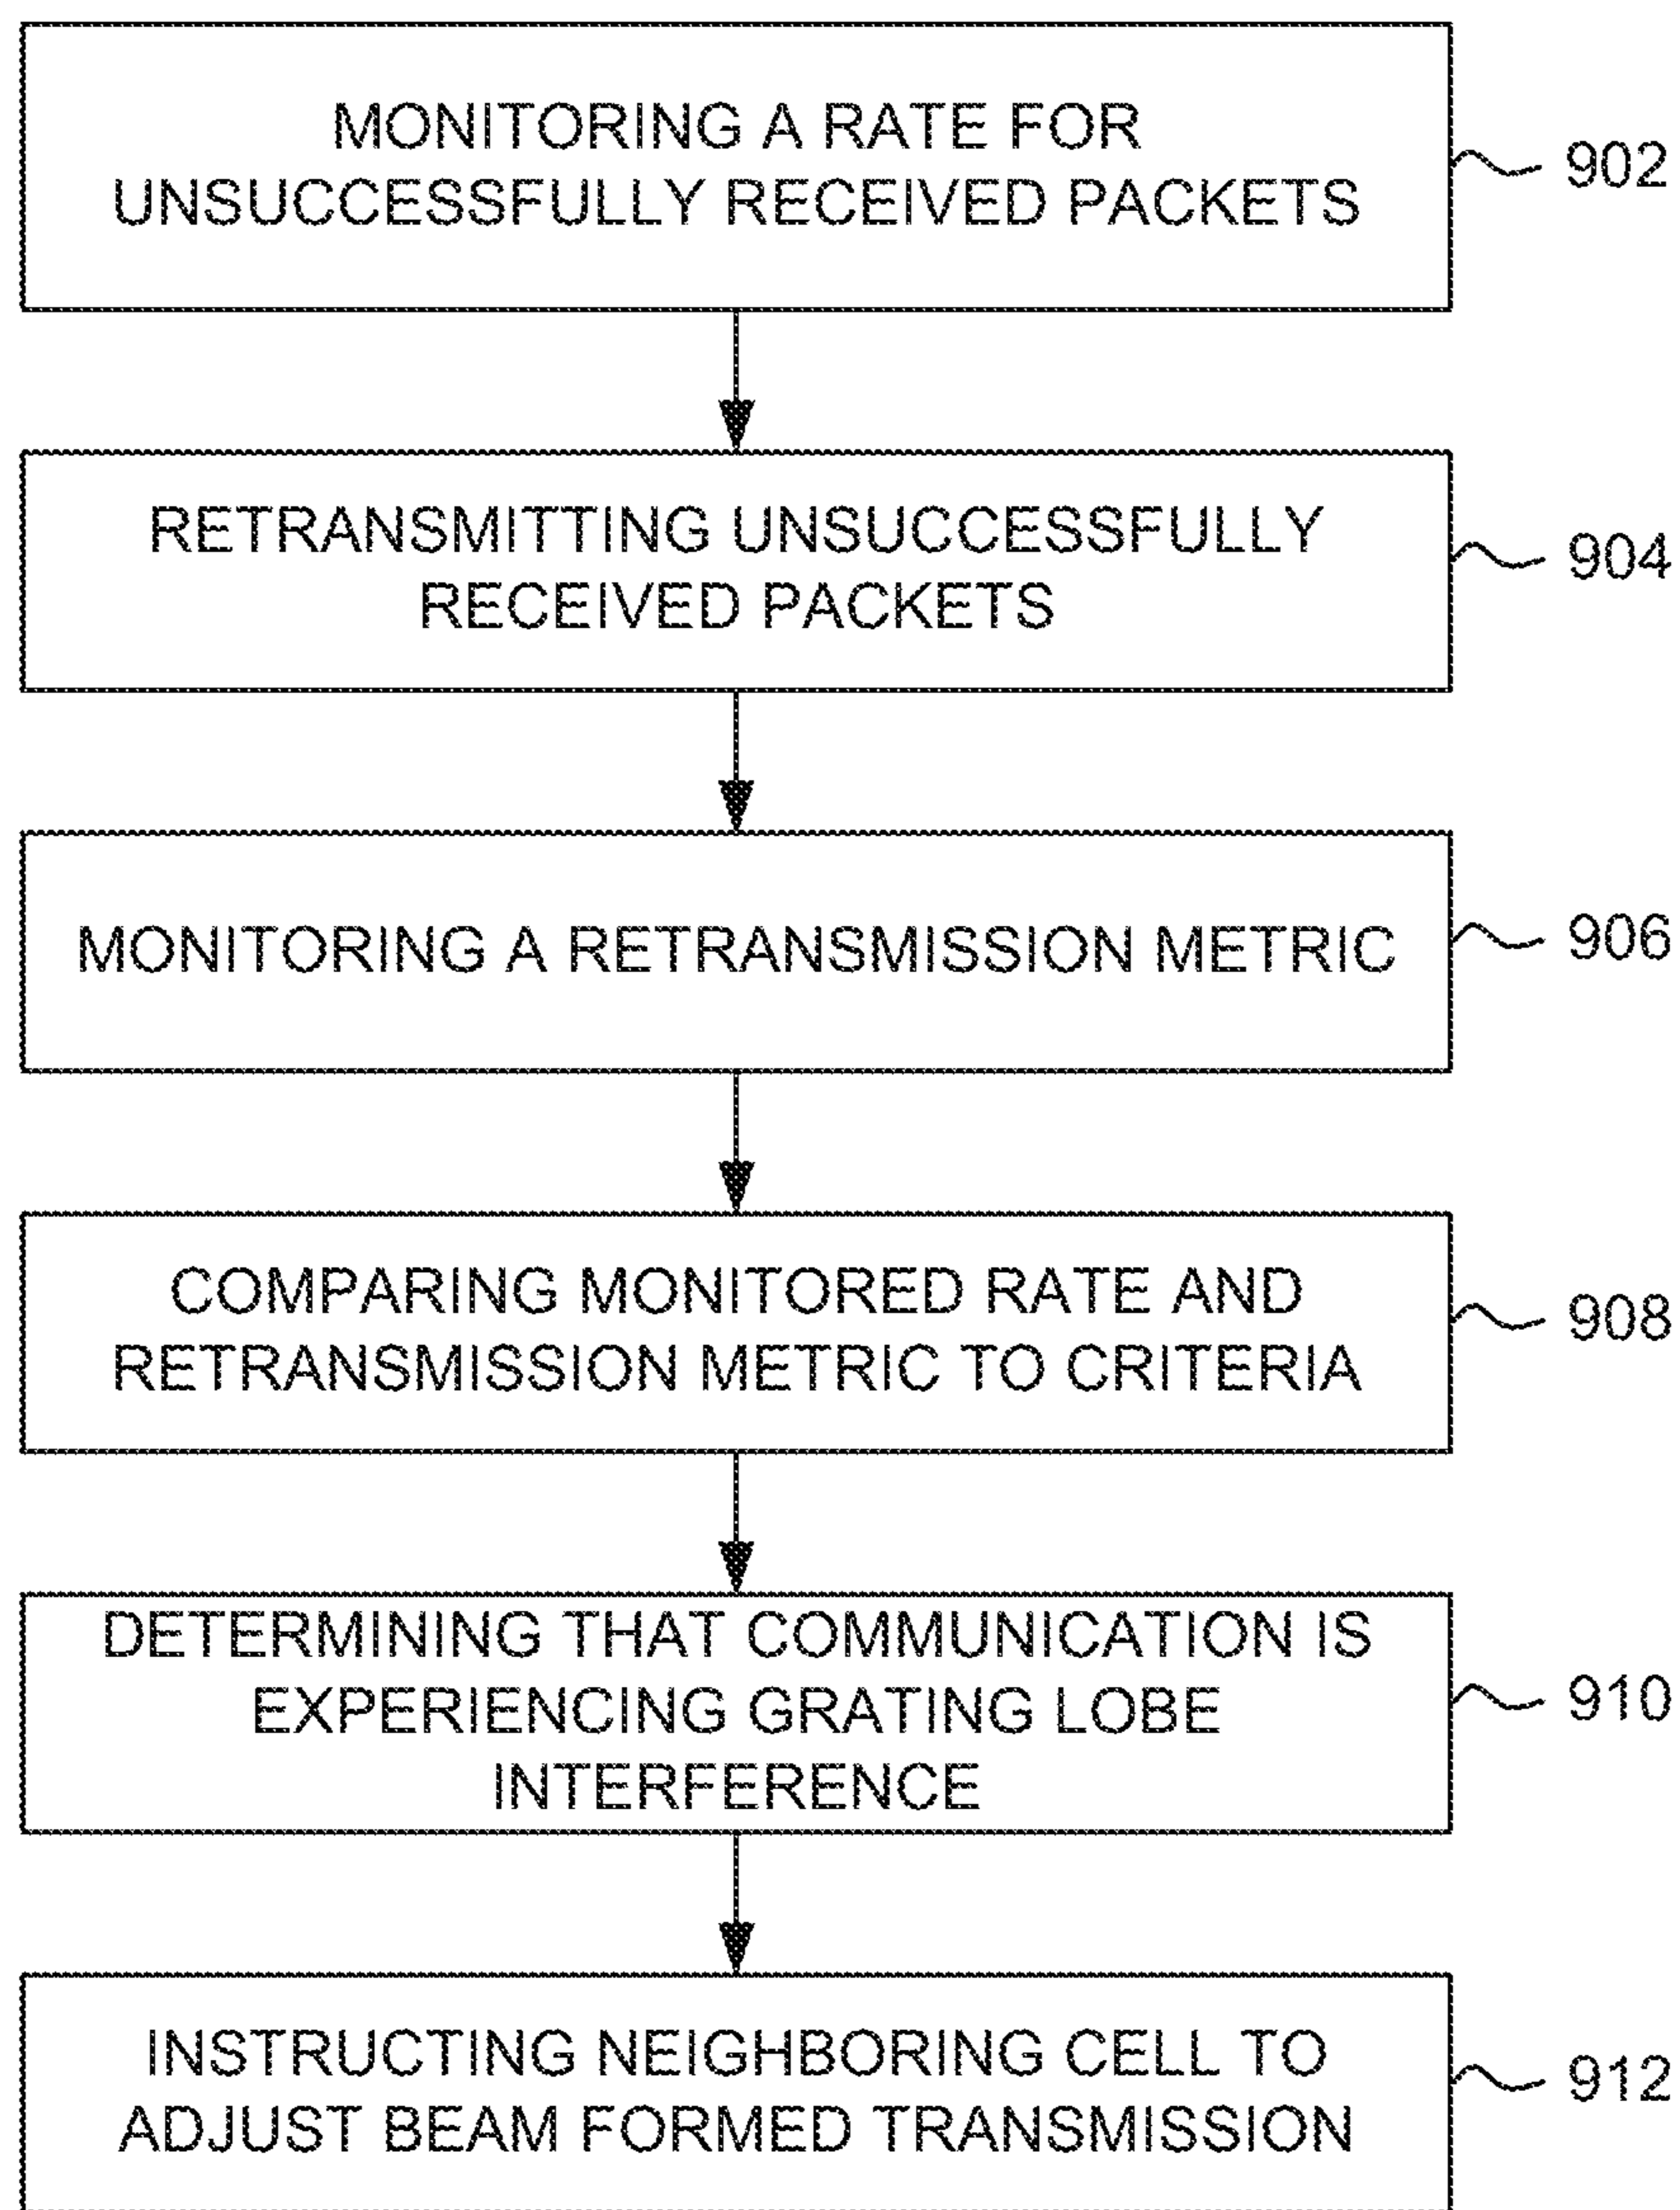 MONITORING A RATE FOR
UNSUCCESSFULLY RECEIVED PACKETS
902
RETRANSMITTING UNSUCCESSFULLY
RECEIVED PACKETS
904
MONITORING A RETRANSMISSION METRIC
906
COMPARING MONITORED RATE AND
RETRANSMISSION METRIC TO CRITERIA
908
DETERMINING THAT COMMUNICATION IS
EXPERIENCING GRATING LOBE
INTERFERENCE
910
INSTRUCTING NEIGHBORING CELL TO
ADJUST BEAM FORMED TRANSMISSION
912